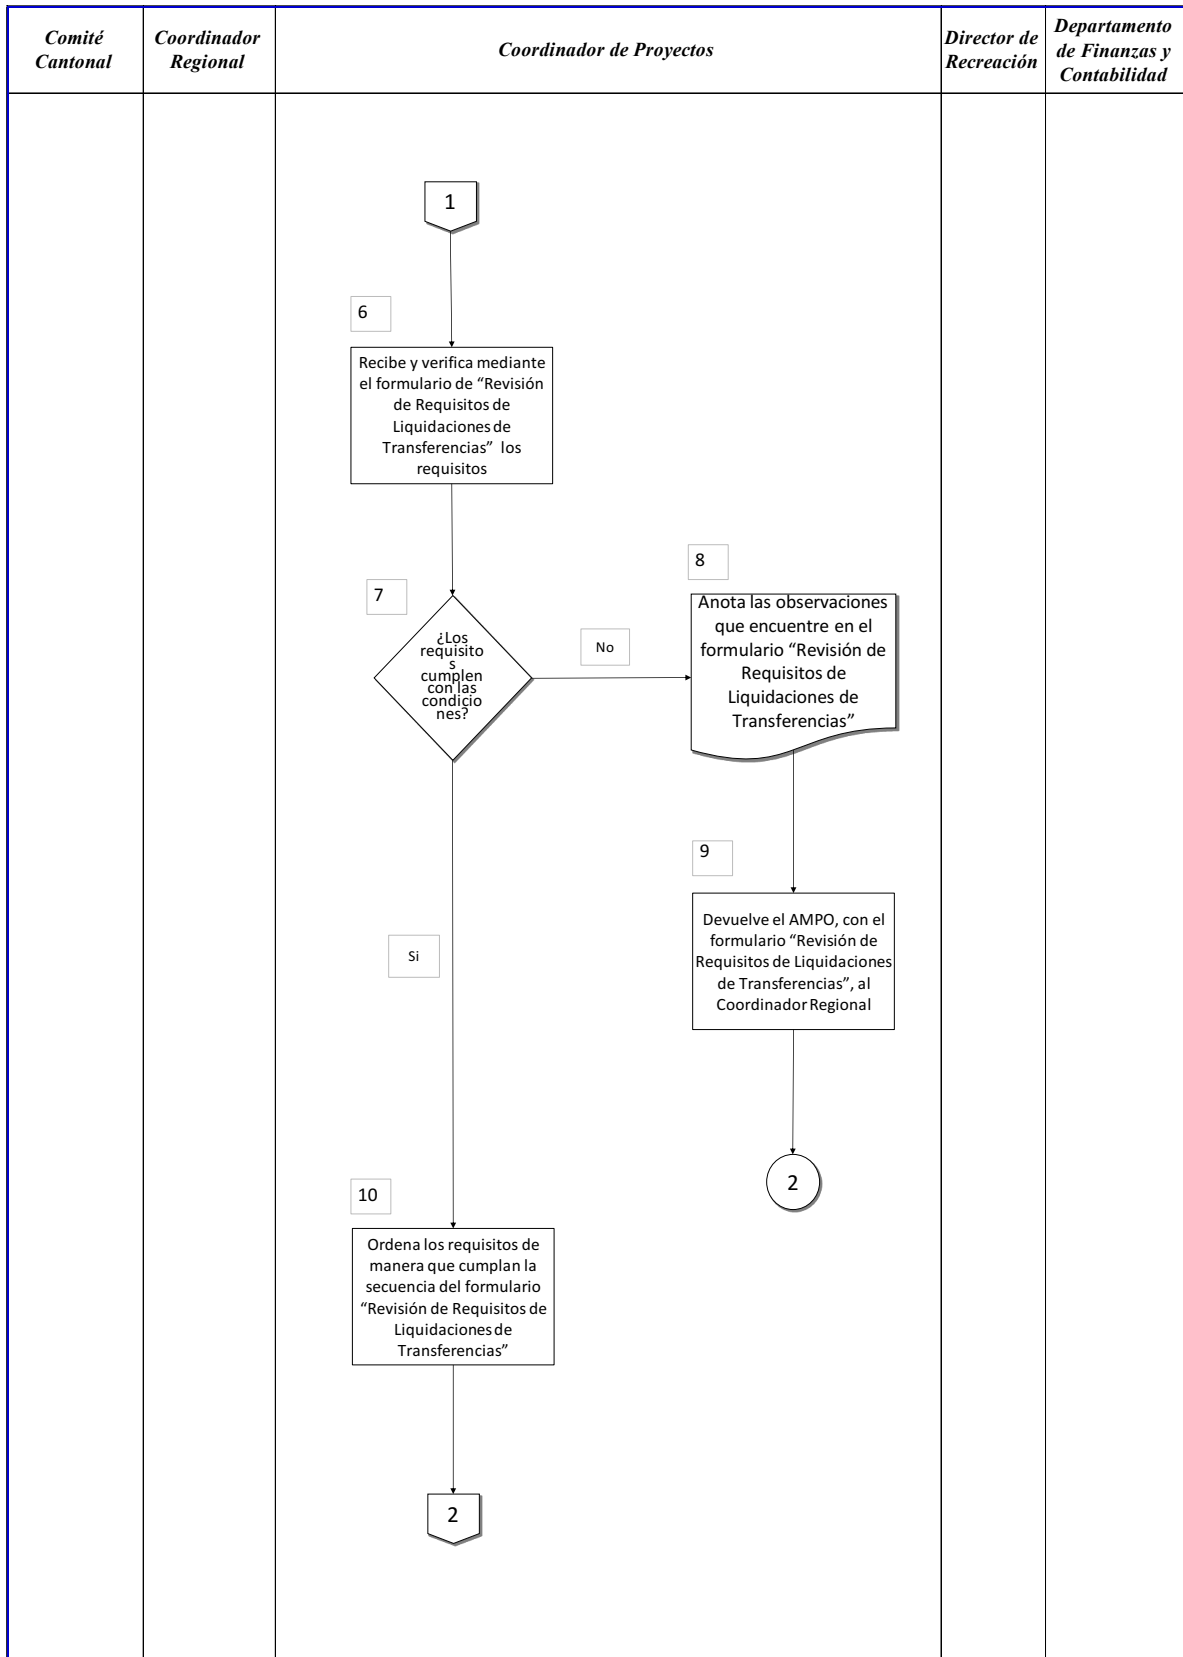 Comité
Cantonal
Coordinador
Regional
Coordinador de Proyectos
Director de
Recreación
Departamento
de Finanzas y
Contabilidad
1
6
Recibe y verifica mediante
el formulario de “Revisión
de Requisitos de
Liquidaciones de
Transferencias” los
requisitos
7
¿Los
requisito
s
cumplen
con las
condicio
nes?
No
8
Anota las observaciones
que encuentre en el
formulario “Revisión de
Requisitos de
Liquidaciones de
Transferencias”
9
Devuelve el AMPO, con el
formulario “Revisión de
Requisitos de Liquidaciones
de Transferencias”, al
Coordinador Regional
Si
2
10
Ordena los requisitos de
manera que cumplan la
secuencia del formulario
“Revisión de Requisitos de
Liquidaciones de
Transferencias”
2